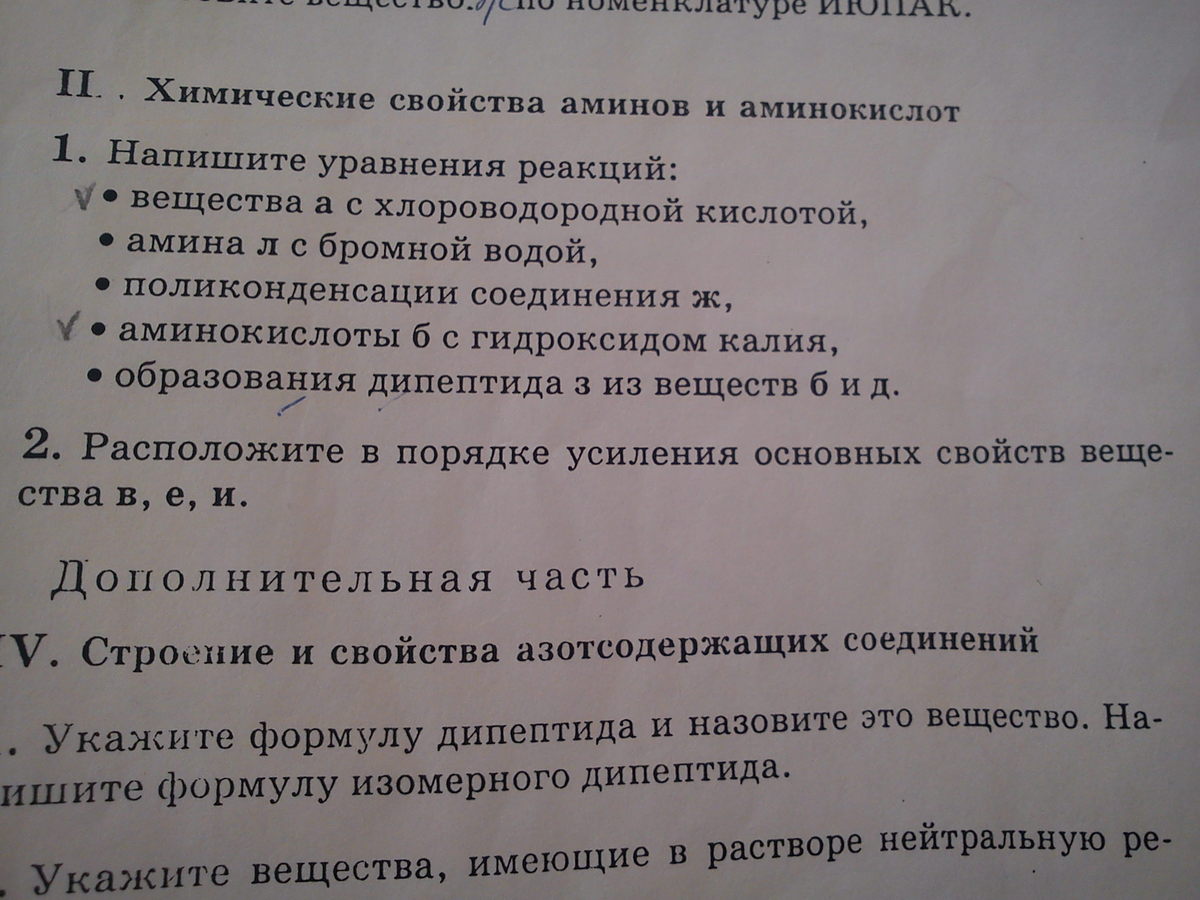 вещество. по номенклатуре ИЮПАК.
II. . Химические свойства аминов и аминокислот
1. Напишите уравнения реакций:
• вещества а с хлороводородной кислотой,
• амина л с бромной водой,
• поликонденсации соединения ж,
• аминокислоты б с гидроксидом калия,
• образования дипептида з из веществ б и д.
2. Расположите в порядке усиления основных свойств веще-
ства в, е, и.
Дополнительная часть
IV. Строение и свойства азотсодержащих соединений
. Укажите формулу дипептида и назовите это вещество. На-
ишите формулу изомерного дипептида.
. Укажите вещества, имеющие в растворе нейтральную ре-